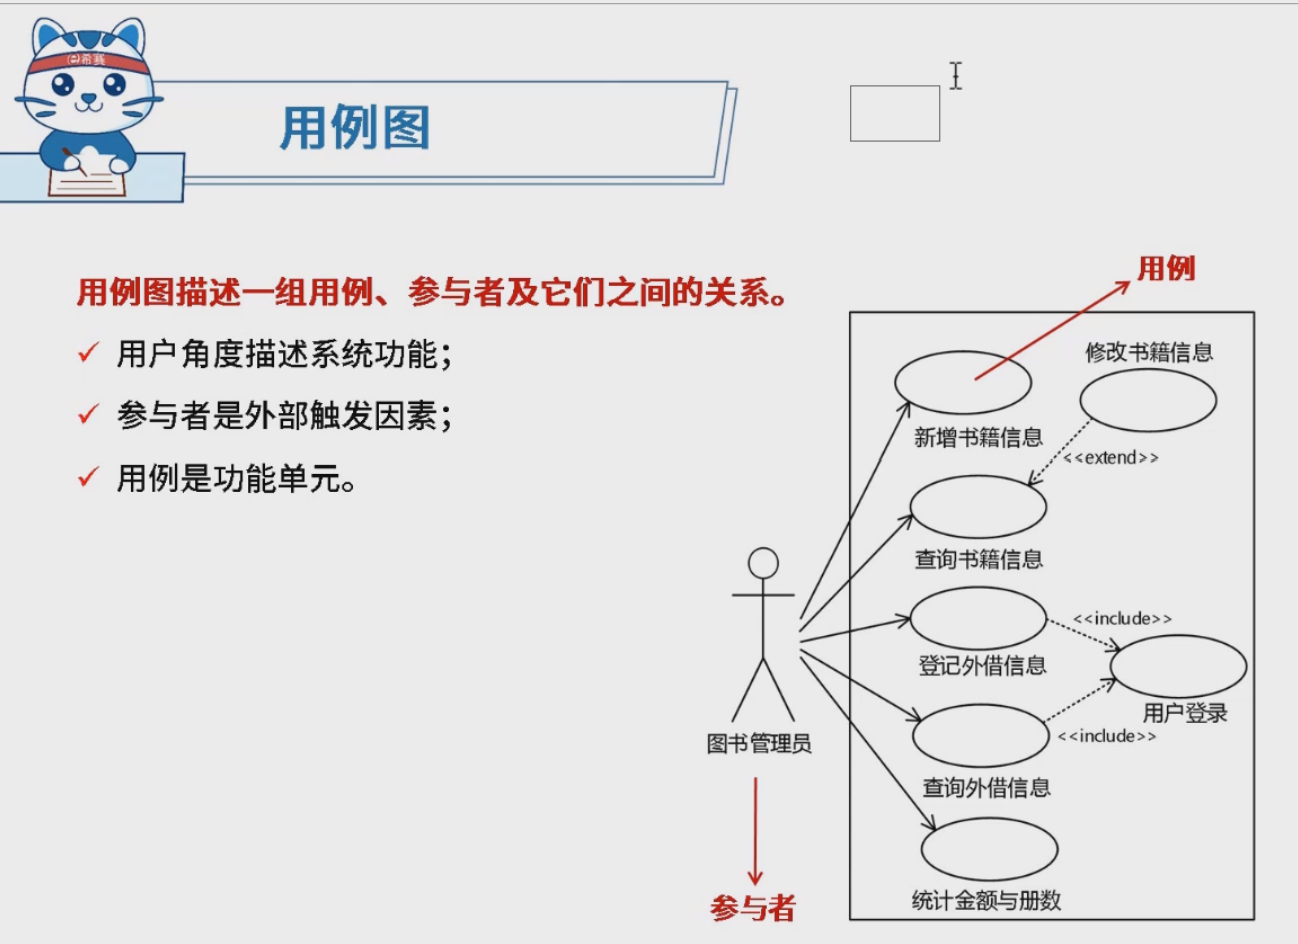 e希赛
用例图
用例图描述一组用例、参与者及它们之间的关系。
✓ 用户角度描述系统功能；
✓ 参与者是外部触发因素；
✓ 用例是功能单元。
用例
修改书籍信息
新增书籍信息
<<extend>>
查询书籍信息
<<include>>
登记外借信息
用户登录
<<include>>
图书管理员
查询外借信息
统计金额与册数
参与者